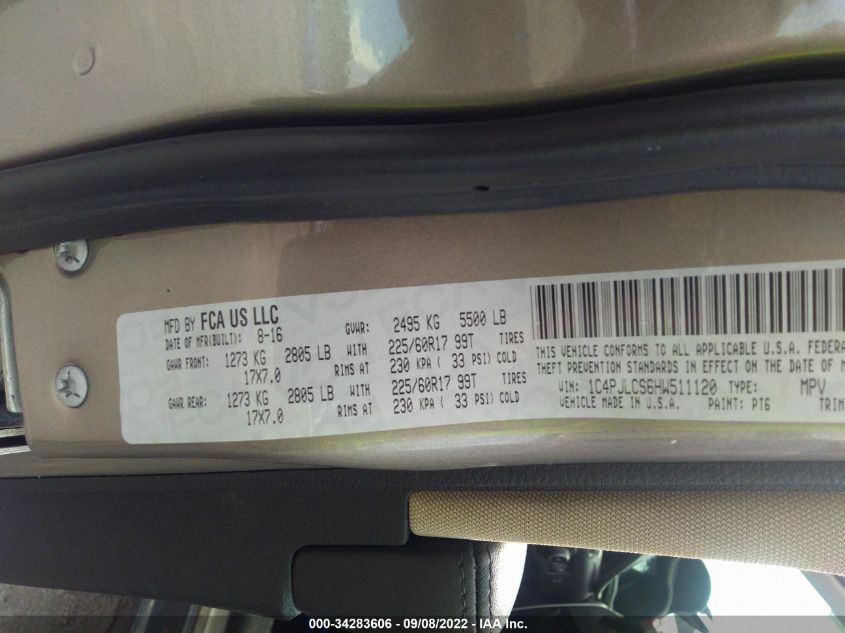 MFD BY FCA US LLC
DATE OF MFR(BUILT): 8-16 GVWR: 2495 KG 5500 LB
GAWR FRONT: 1273 KG 2805 LB WITH 225/60R17 99T TIRES
17X7.0 RIMS AT 230 KPA ( 33 PSI) COLD
GAWR REAR: 1273 KG 2805 LB WITH 225/60R17 99T TIRES
17X7.0 RIMS AT 230 KPA ( 33 PSI) COLD
THIS VEHICLE CONFORMS TO ALL APPLICABLE U.S.A. FEDERA
THEFT PREVENTION STANDARDS IN EFFECT ON THE DATE OF M
VIN: 1C4PJLCS6HW511120 TYPE: MPV
VEHICLE MADE IN U.S.A. PAINT: PT6 TRIM
000-34283606 - 09/08/2022 - IAA Inc.